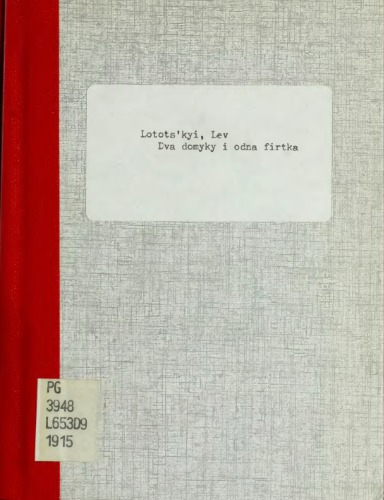 Lotots'kyi, Lev
Dva domyky i odna firtka
PG
3948
L653D9
1915